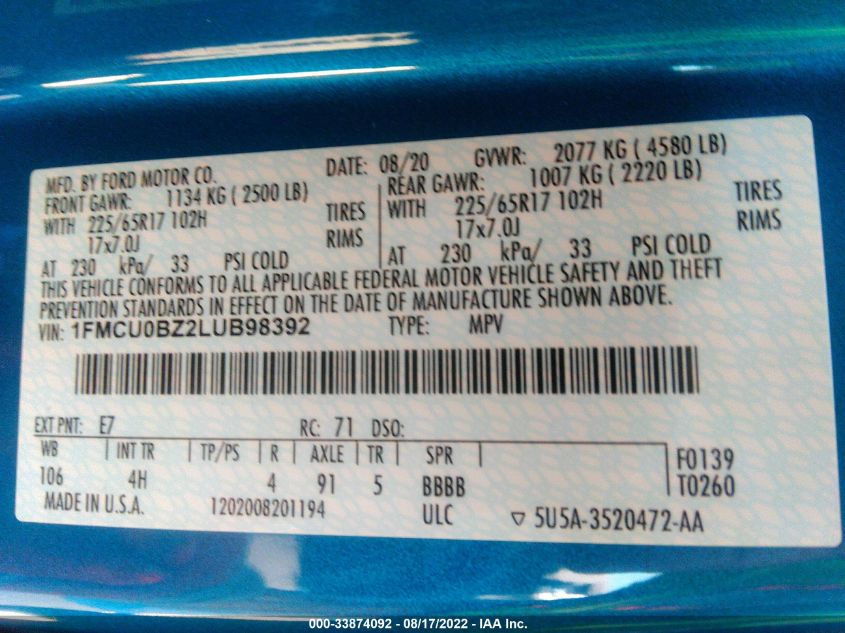 MFD. BY FORD MOTOR CO. DATE: 08/20 GVWR: 2077 KG ( 4580 LB)
FRONT GAWR: 1134 KG ( 2500 LB) REAR GAWR: 1007 KG ( 2220 LB)
WITH 225/65R17 102H TIRES WITH 225/65R17 102H TIRES
17x7.0J RIMS 17x7.0J RIMS
AT 230 kPa/ 33 PSI COLD AT 230 kPa/ 33 PSI COLD
THIS VEHICLE CONFORMS TO ALL APPLICABLE FEDERAL MOTOR VEHICLE SAFETY AND THEFT
PREVENTION STANDARDS IN EFFECT ON THE DATE OF MANUFACTURE SHOWN ABOVE.
VIN: 1FMCU0BZ2LUB98392 TYPE: MPV
EXT PNT: E7 RC: 71 DSO:
WB INT TR TP/PS R AXLE TR SPR F0139
106 4H 4 91 5 BBBB T0260
MADE IN U.S.A. 1202008201194 ULC 5U5A-3520472-AA
000-33874092 - 08/17/2022 - IAA Inc.